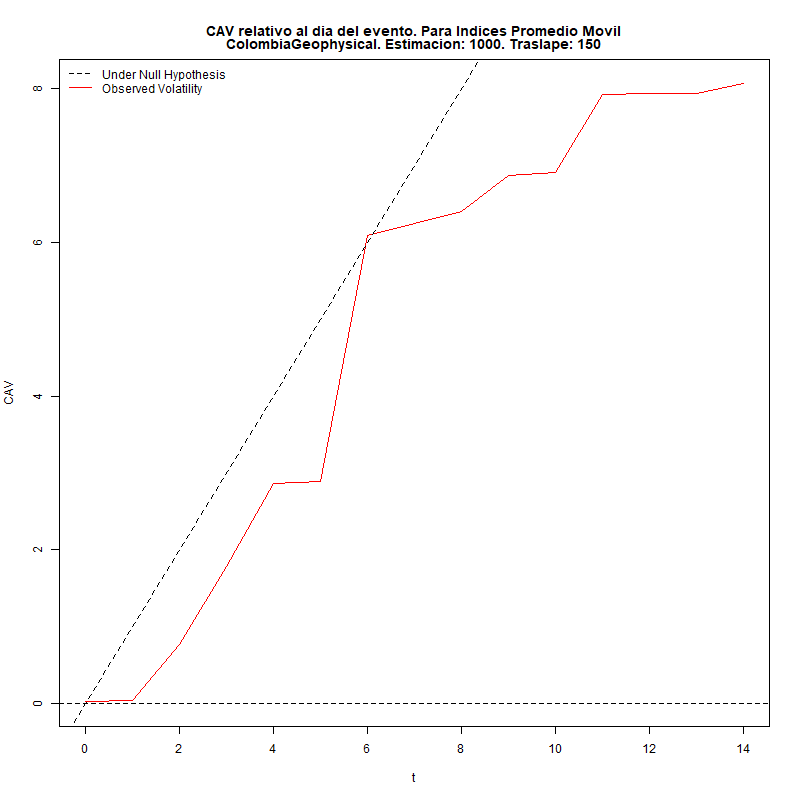 CAV relativo al dia del evento. Para Indices Promedio Movil
ColombiaGeophysical. Estimacion: 1000. Traslape: 150
Under Null Hypothesis
Observed Volatility
8
6
4
2
0
CAV
0 2 4 6 8 10 12 14
t